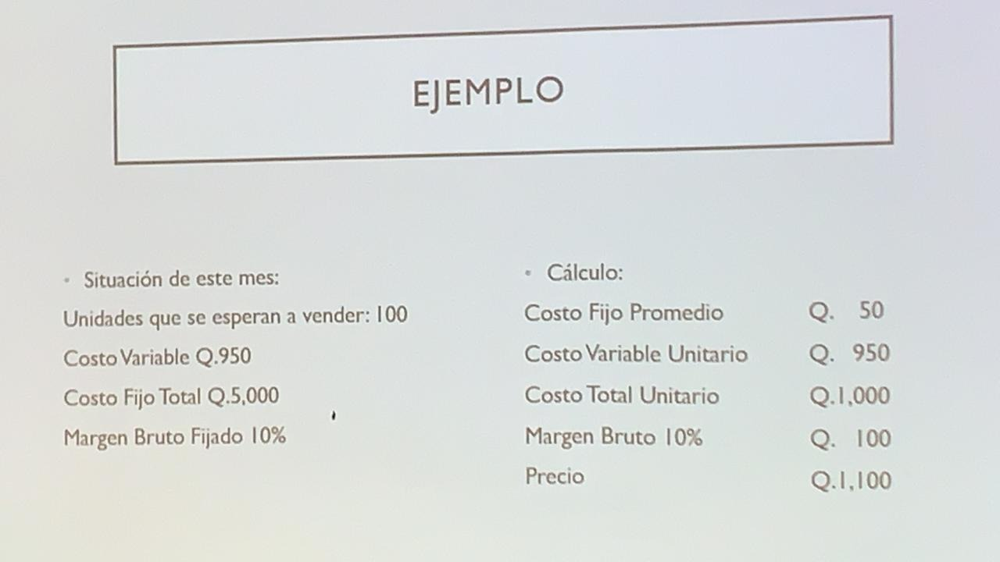 EJEMPLO
• Situación de este mes:
Unidades que se esperan a vender: 100
Costo Variable Q.950
Costo Fijo Total Q.5,000
Margen Bruto Fijado 10%
• Cálculo:
Costo Fijo Promedio Q. 50
Costo Variable Unitario Q. 950
Costo Total Unitario Q.1,000
Margen Bruto 10% Q. 100
Precio Q.1,100